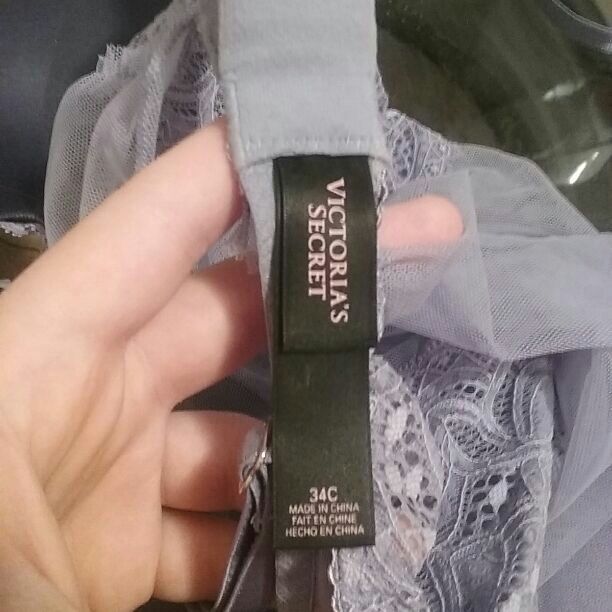 VICTORIA'S
SECRET
34C
MADE IN CHINA
FAIT EN CHINE
HECHO EN CHINA